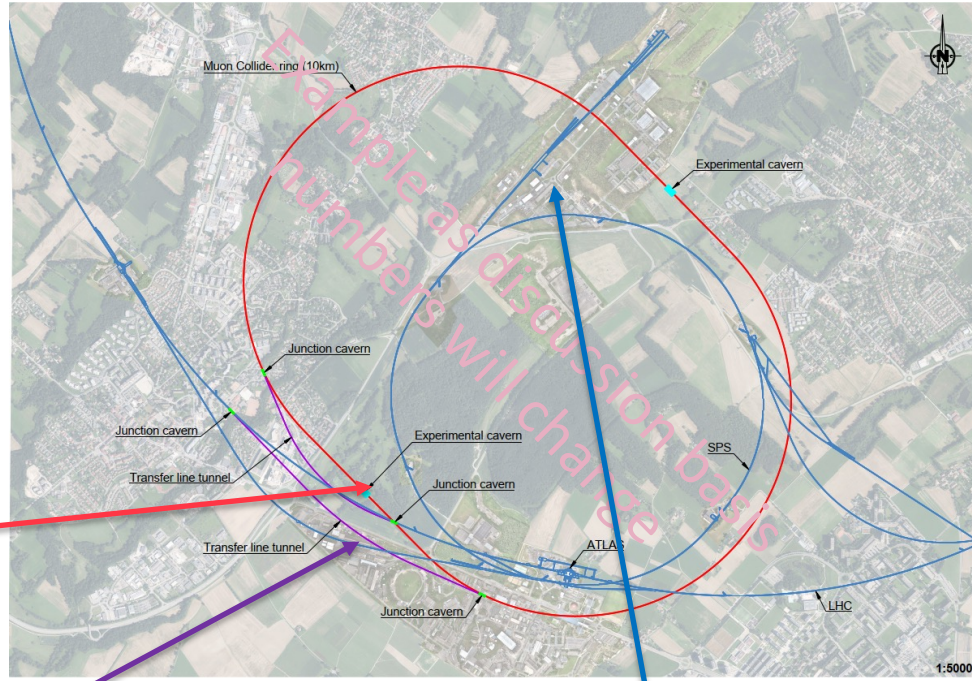 Muon Collider ring (10km)
N
Experimental cavern
Example as discussion basis
numbers will change
Junction cavern
Junction cavern
Experimental cavern
SPS
Transfer line tunnel
Junction cavern
Transfer line tunnel
ATLAS
Junction cavern
LHC
1:5000